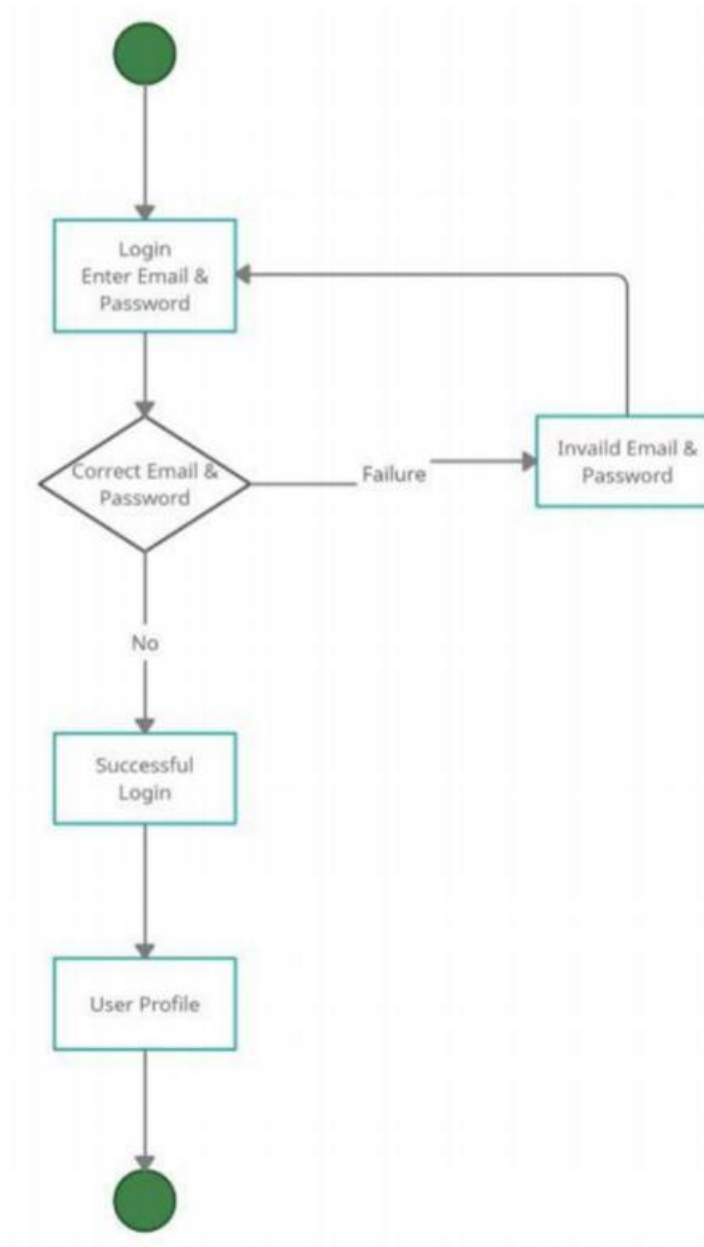 Login
Enter Email &
Password
Correct Email &
Password
Failure
Invaild Email &
Password
No
Successful
Login
User Profile